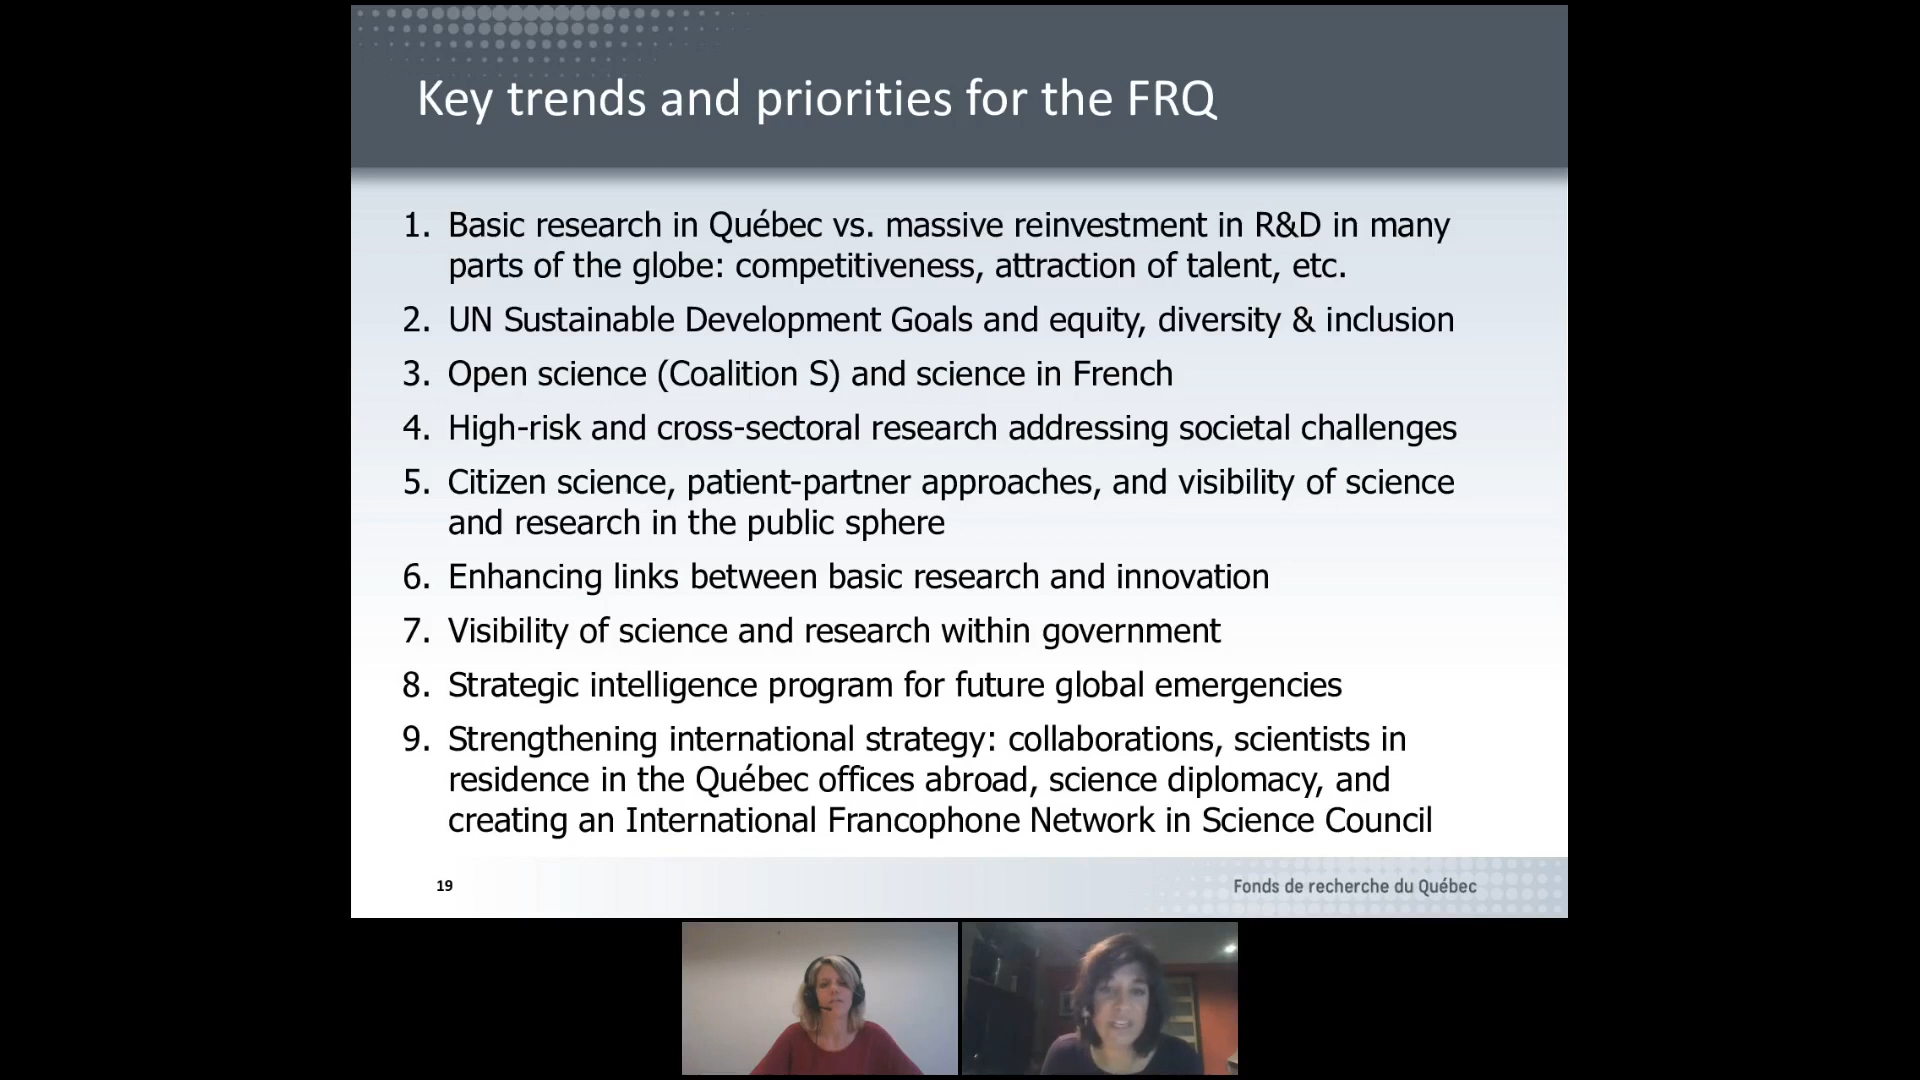 Key trends and priorities for the FRQ
1. Basic research in Québec vs. massive reinvestment in R&D in many
parts of the globe: competitiveness, attraction of talent, etc.
2. UN Sustainable Development Goals and equity, diversity & inclusion
3. Open science (Coalition S) and science in French
4. High-risk and cross-sectoral research addressing societal challenges
5. Citizen science, patient-partner approaches, and visibility of science
and research in the public sphere
6. Enhancing links between basic research and innovation
7. Visibility of science and research within government
8. Strategic intelligence program for future global emergencies
9. Strengthening international strategy: collaborations, scientists in
residence in the Québec offices abroad, science diplomacy, and
creating an International Francophone Network in Science Council
19
Fonds de recherche du Québec